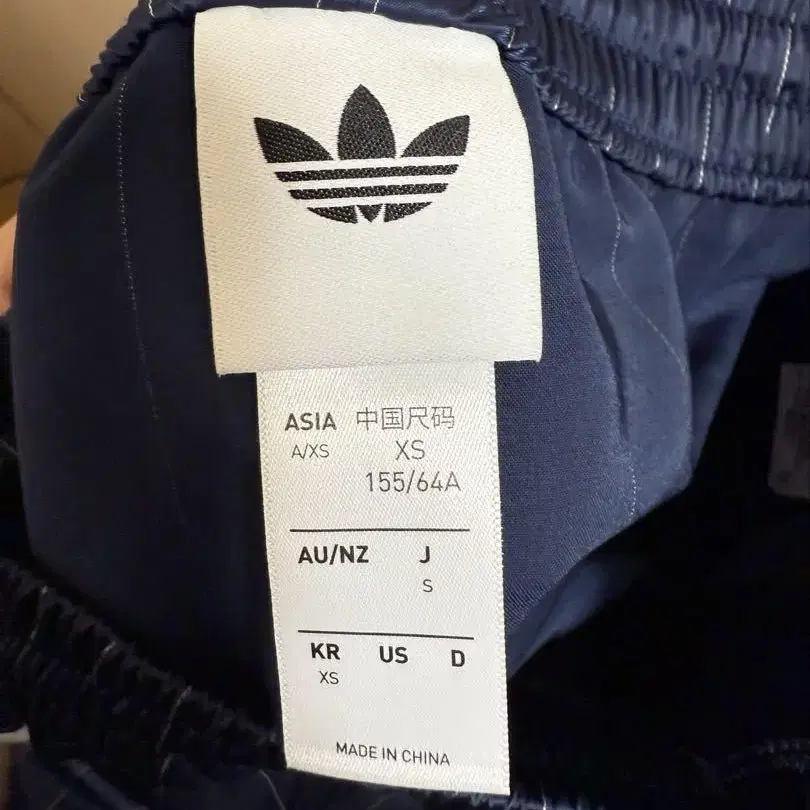 ASIA 中国尺码
A/XS XS
155/64A
AU/NZ J
S
KR US D
XS
MADE IN CHINA